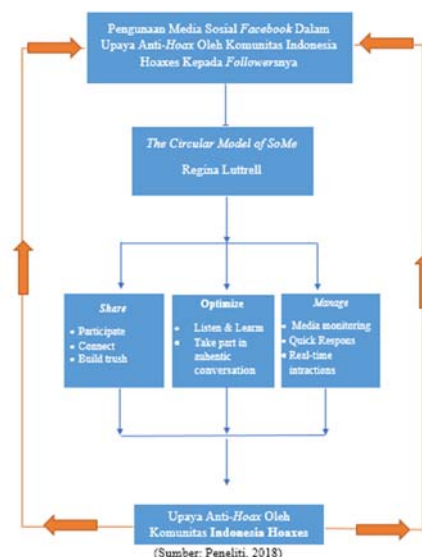 Pengunaan Media Sosial Facebook Dalam
Upaya Anti-Hoax Oleh Komunitas Indonesia
Hoaxes Kepada Followersnya
The Circular Model of SoMe
Regina Luttrell
Share
• Participate
• Connect
• Build trush
Optimize
• Listen & Learn
• Take part in
auhentic
conversation
Manage
• Media monitoring
• Quick Respons
• Real-time
intractions
Upaya Anti-Hoax Oleh
Komunitas Indonesia Hoaxes
(Sumber: Peneliti, 2018)